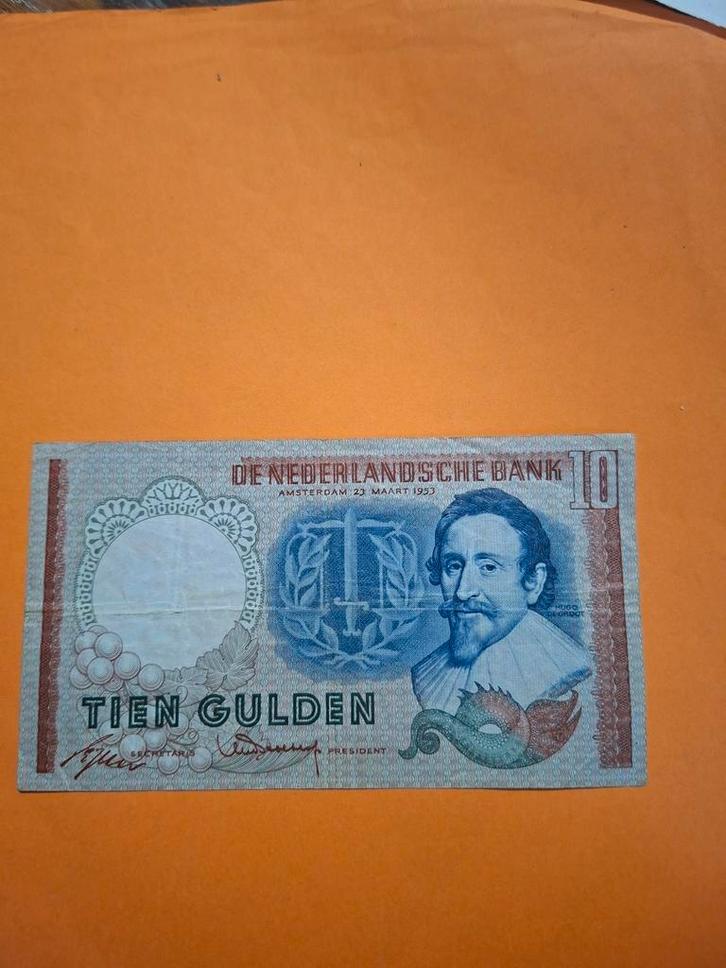 DE NEDERLANDSCHE BANK 10
AMSTERDAM 23 MAART 1953
HUGO
DE GROOT
TIEN GULDEN
SECRETARIS PRESIDENT